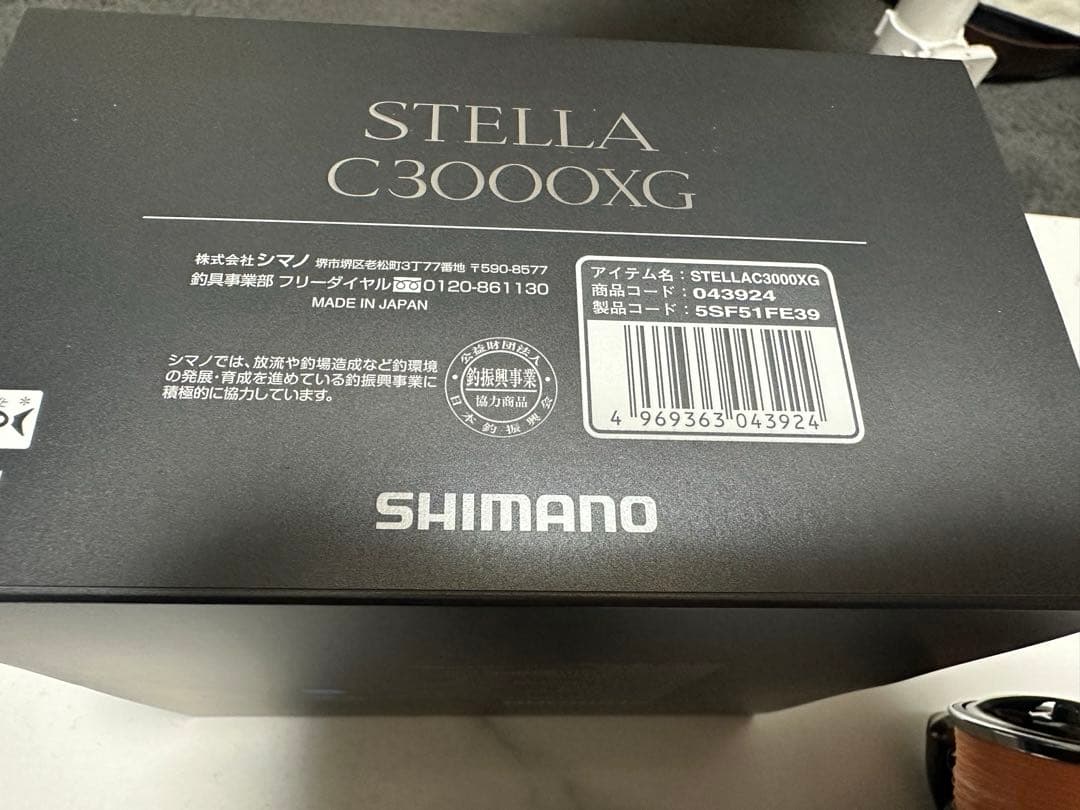 STELLA
C3000XG
株式会社シマノ 堺市堺区老松町3丁77番地 〒590-8577
釣具事業部 フリーダイヤル 0120-861130
MADE IN JAPAN
シマノでは、放流や釣場造成など釣環境
の発展・育成を進めている釣振興事業に
積極的に協力しています。
公益財団法人
釣振興事業
協力商品
日本釣振興会
アイテム名：STELLAC3000XG
商品コード：043924
製品コード：5SF51FE39
4 969363 043924
SHIMANO